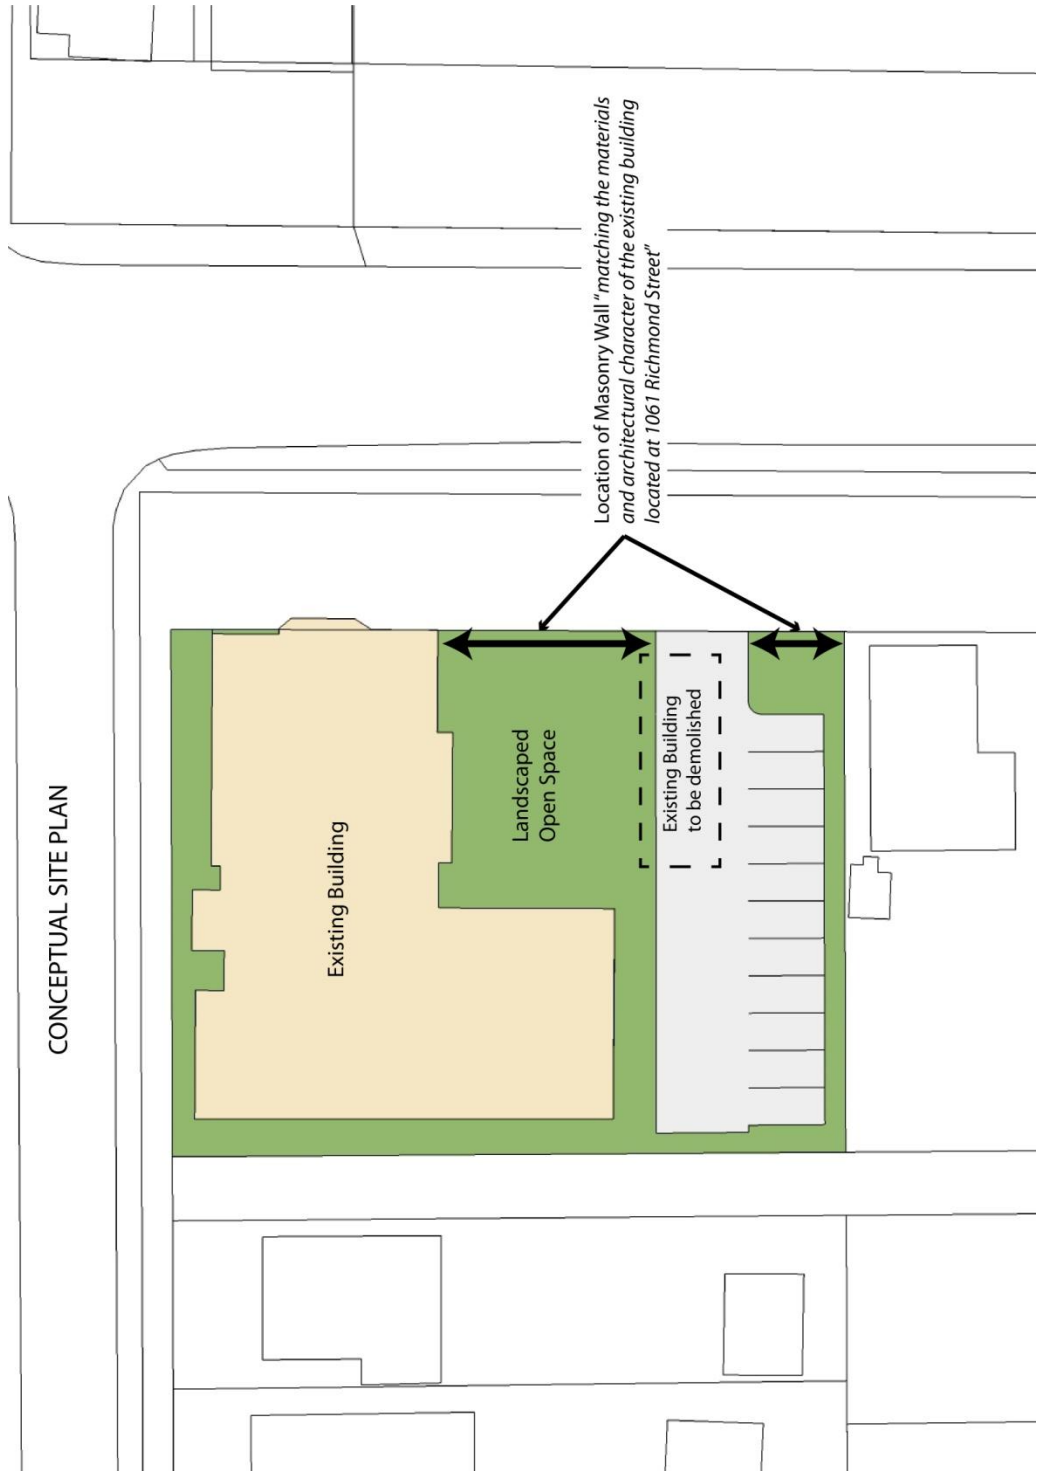 CONCEPTUAL SITE PLAN
Existing Building
Landscaped
Open Space
Existing Building
to be demolished
Location of Masonry Wall "matching the materials
and architectural character of the existing building
located at 1061 Richmond Street"